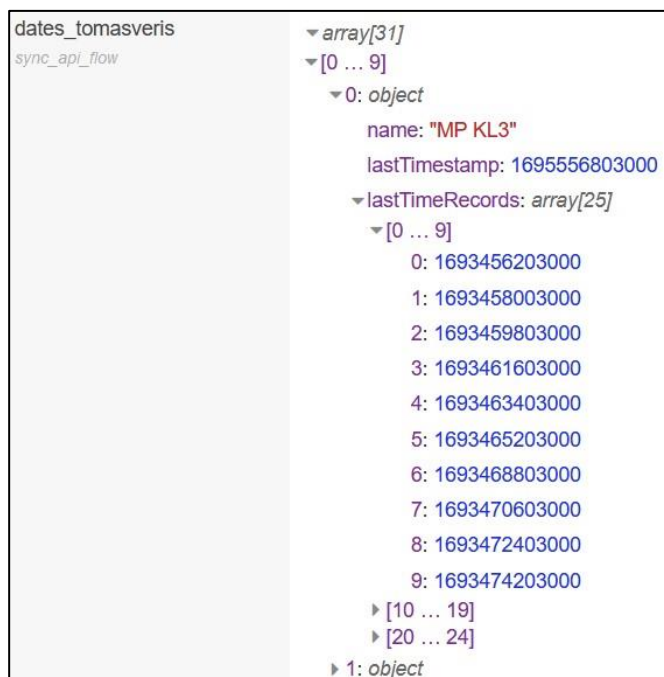 dates_tomasveris
sync_api_flow
array[31]
[0 … 9]
0: object
name: "MP KL3"
lastTimestamp: 1695556803000
lastTimeRecords: array[25]
[0 … 9]
0: 1693456203000
1: 1693458003000
2: 1693459803000
3: 1693461603000
4: 1693463403000
5: 1693465203000
6: 1693468803000
7: 1693470603000
8: 1693472403000
9: 1693474203000
[10 … 19]
[20 … 24]
1: object